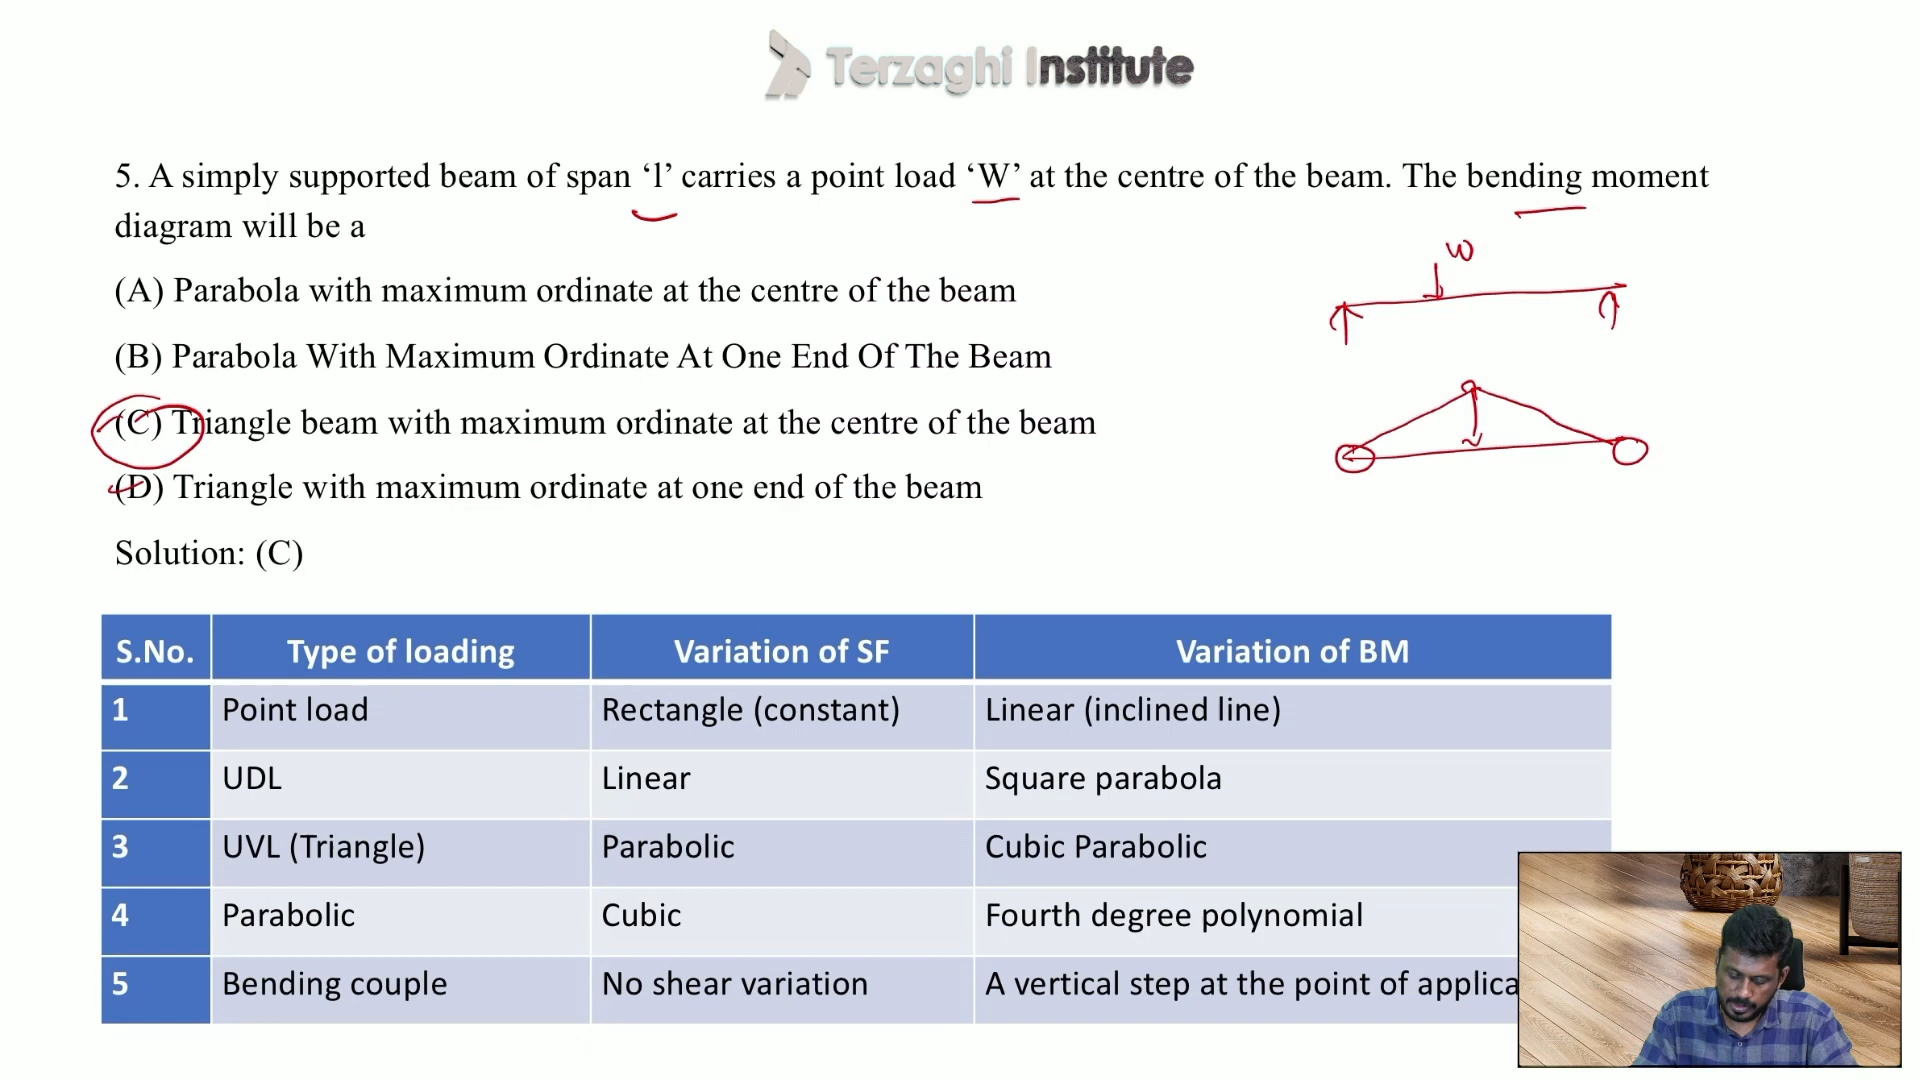 Terzaghi Institute
5. A simply supported beam of span ‘l’ carries a point load ‘W’ at the centre of the beam. The bending moment
diagram will be a
W
(A) Parabola with maximum ordinate at the centre of the beam
(B) Parabola With Maximum Ordinate At One End Of The Beam
(C) Triangle beam with maximum ordinate at the centre of the beam
(D) Triangle with maximum ordinate at one end of the beam
Solution: (C)
S.No. Type of loading Variation of SF Variation of BM
1 Point load Rectangle (constant) Linear (inclined line)
2 UDL Linear Square parabola
3 UVL (Triangle) Parabolic Cubic Parabolic
4 Parabolic Cubic Fourth degree polynomial
5 Bending couple No shear variation A vertical step at the point of applica